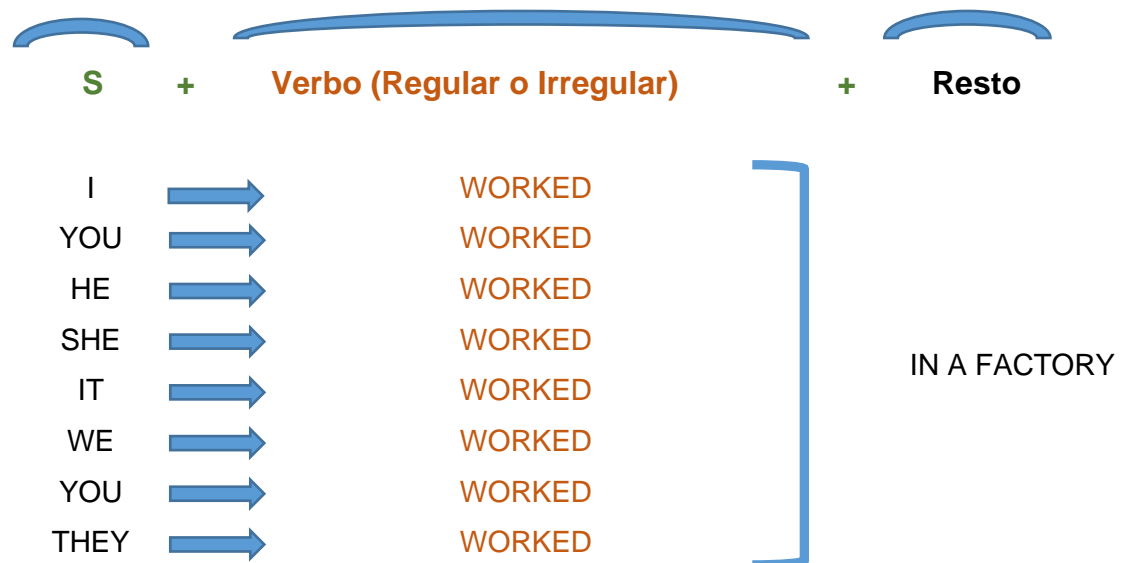 S + Verbo (Regular o Irregular) + Resto
I WORKED
YOU WORKED
HE WORKED
SHE WORKED
IN A FACTORY
IT WORKED
WE WORKED
YOU WORKED
THEY WORKED